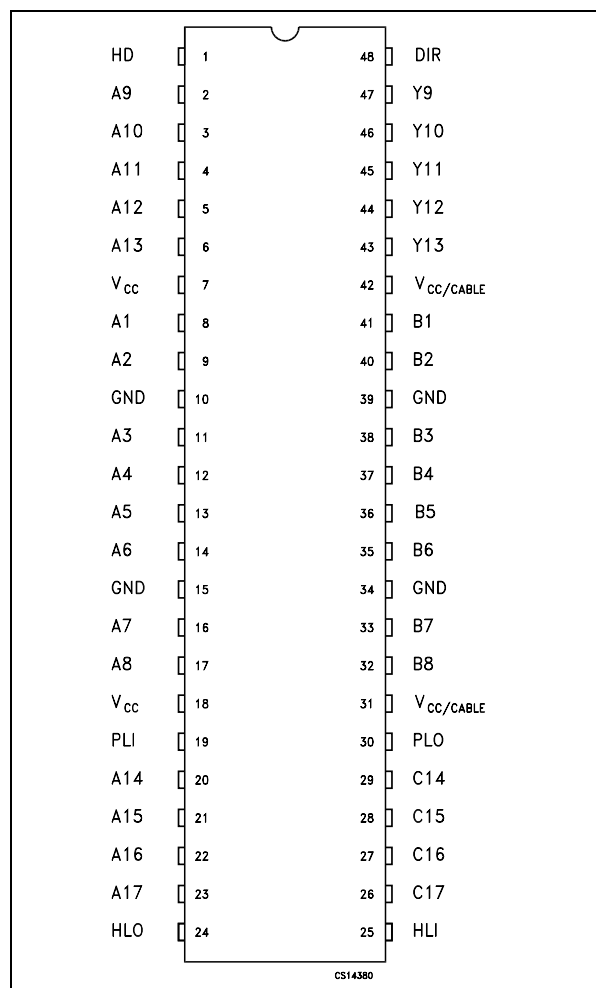 HD 1 48 DIR
A9 2 47 Y9
A10 3 46 Y10
A11 4 45 Y11
A12 5 44 Y12
A13 6 43 Y13
VCC 7 42 VCC/CABLE
A1 8 41 B1
A2 9 40 B2
GND 10 39 GND
A3 11 38 B3
A4 12 37 B4
A5 13 36 B5
A6 14 35 B6
GND 15 34 GND
A7 16 33 B7
A8 17 32 B8
VCC 18 31 VCC/CABLE
PLI 19 30 PLO
A14 20 29 C14
A15 21 28 C15
A16 22 27 C16
A17 23 26 C17
HLO 24 25 HLI
CS14380